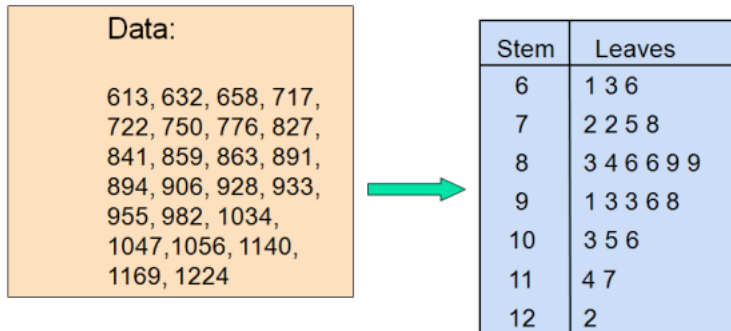 Data:
613, 632, 658, 717,
722, 750, 776, 827,
841, 859, 863, 891,
894, 906, 928, 933,
955, 982, 1034,
1047,1056, 1140,
1169, 1224
Stem Leaves
6 1 3 6
7 2 2 5 8
8 3 4 6 6 9 9
9 1 3 3 6 8
10 3 5 6
11 4 7
12 2